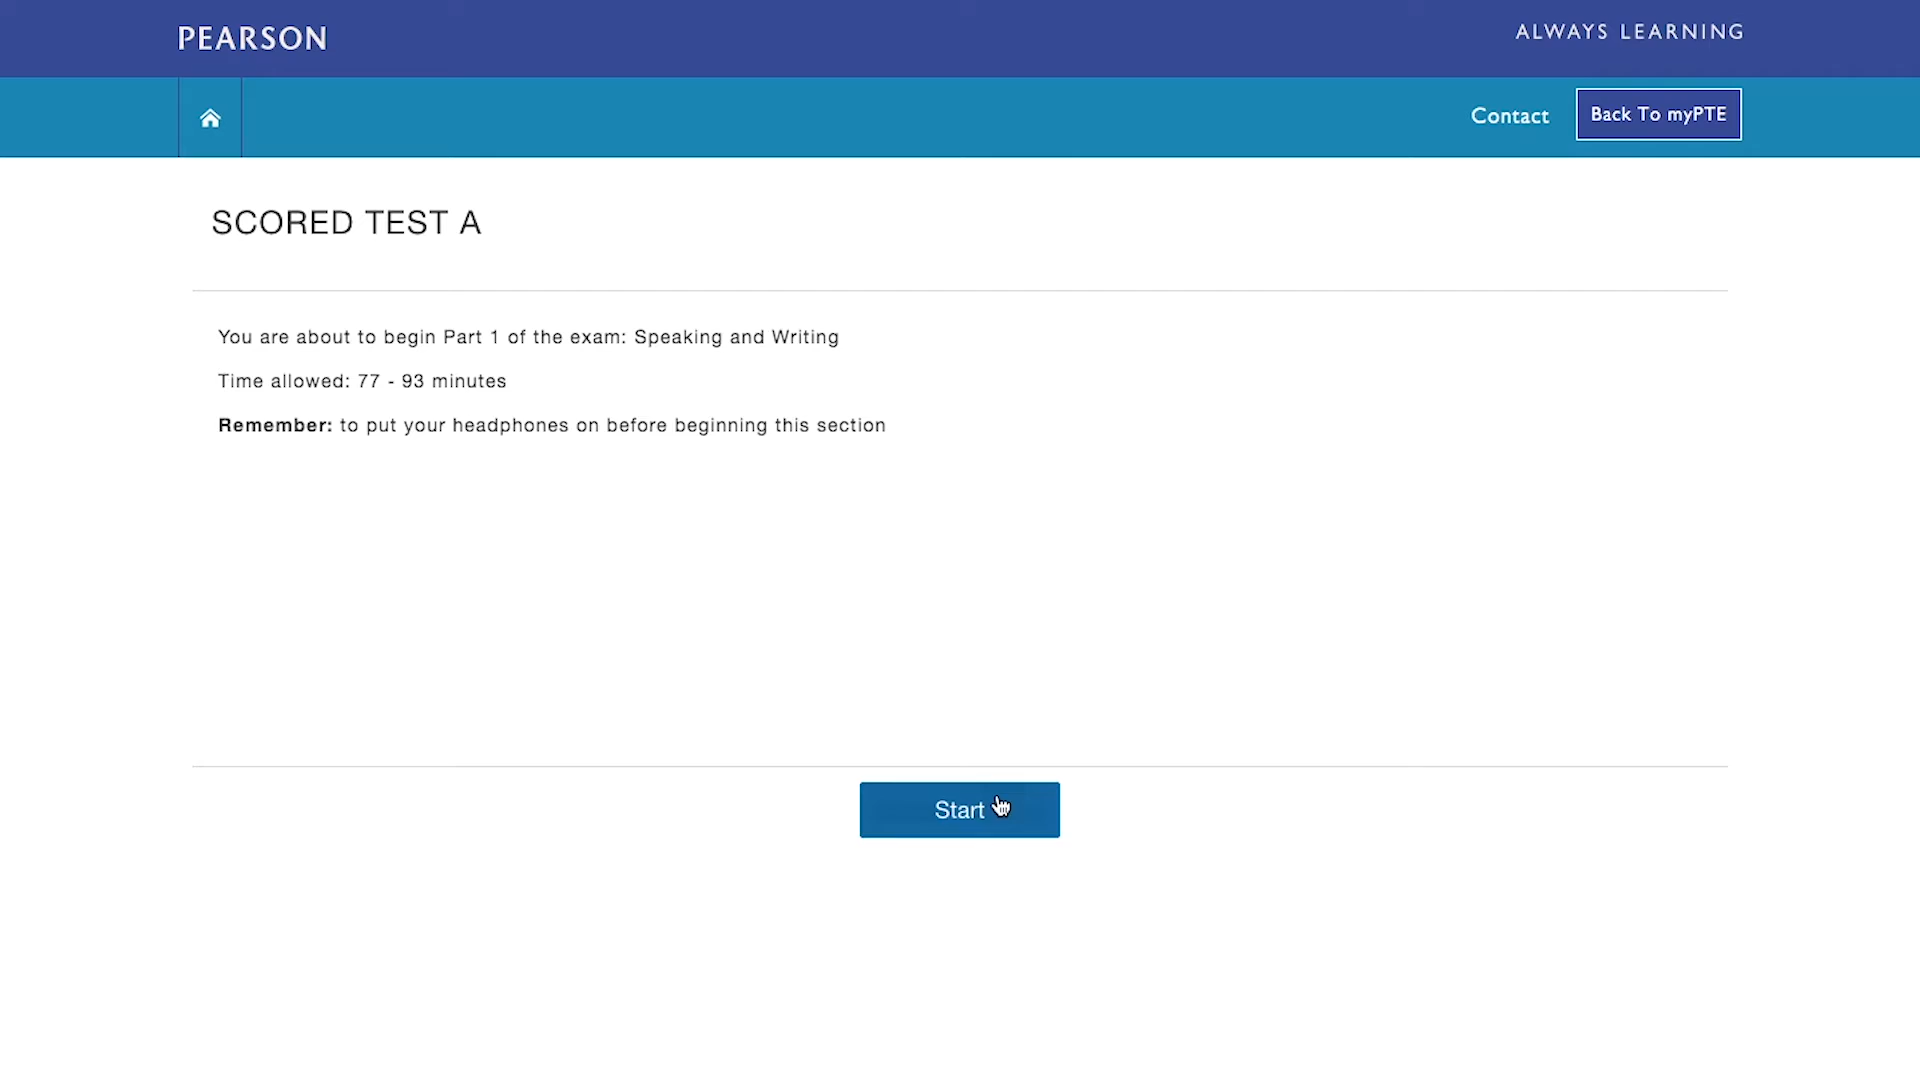 PEARSON
ALWAYS LEARNING
Contact
Back To myPTE
SCORED TEST A
You are about to begin Part 1 of the exam: Speaking and Writing
Time allowed: 77 - 93 minutes
Remember: to put your headphones on before beginning this section
Start